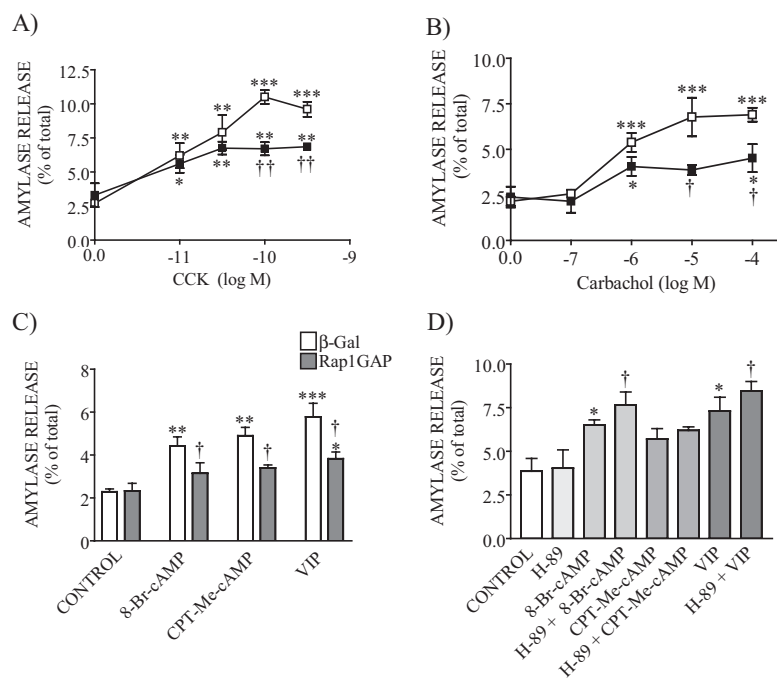 A)
AMYLASE RELEASE
(% of total)
12.5
10.0
7.5
5.0
2.5
0.0
** ** *** ***
* ** ** **
†† ††
0.0 -11 -10 -9
CCK (log M)
B)
AMYLASE RELEASE
(% of total)
10.0
7.5
5.0
2.5
0.0
*** *** ***
* † *
†
0.0 -7 -6 -5 -4
Carbachol (log M)
C)
β-Gal
Rap1GAP
AMYLASE RELEASE
(% of total)
8
6
4
2
0
** ** ***
† † †
*
CONTROL
8-Br-cAMP
CPT-Me-cAMP
VIP
D)
AMYLASE RELEASE
(% of total)
10.0
7.5
5.0
2.5
0.0
* † * †
CONTROL
H-89
8-Br-cAMP
H-89 + 8-Br-cAMP
CPT-Me-cAMP
H-89 + CPT-Me-cAMP
VIP
H-89 + VIP